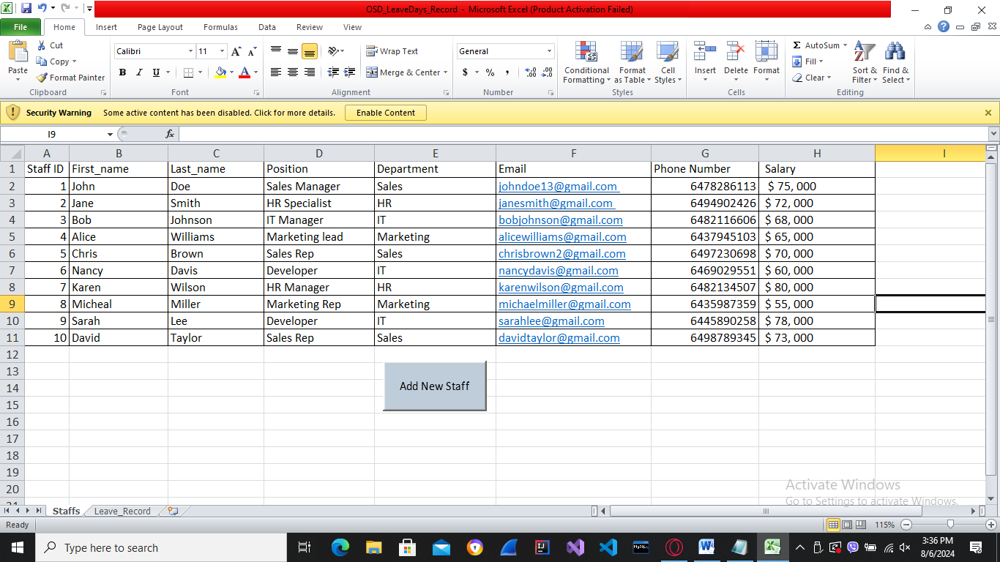 OSD_LeaveDays_Record - Microsoft Excel (Product Activation Failed)
File Home Insert Page Layout Formulas Data Review View
Paste Cut Calibri 11 A A Wrap Text General Conditional Formatting Format as Table Cell Styles Insert Delete Format AutoSum Sort & Filter Find & Select
Copy Fill
Format Painter B I U A Merge & Center $ % , Clear
Clipboard Font Alignment Number Styles Cells Editing
Security Warning Some active content has been disabled. Click for more details. Enable Content
I9 fx
A B C D E F G H I
1 Staff ID First_name Last_name Position Department Email Phone Number Salary
2 1 John Doe Sales Manager Sales johndoe13@gmail.com 6478286113 $ 75, 000
3 2 Jane Smith HR Specialist HR janesmith@gmail.com 6494902426 $ 72, 000
4 3 Bob Johnson IT Manager IT bobjohnson@gmail.com 6482116606 $ 68, 000
5 4 Alice Williams Marketing lead Marketing alicewilliams@gmail.com 6437945103 $ 65, 000
6 5 Chris Brown Sales Rep Sales chrisbrown2@gmail.com 6497230698 $ 70, 000
7 6 Nancy Davis Developer IT nancydavis@gmail.com 6469029551 $ 60, 000
8 7 Karen Wilson HR Manager HR karenwilson@gmail.com 6482134507 $ 80, 000
9 8 Micheal Miller Marketing Rep Marketing michaelmiller@gmail.com 6435987359 $ 55, 000
10 9 Sarah Lee Developer IT sarahlee@gmail.com 6445890258 $ 78, 000
11 10 David Taylor Sales Rep Sales davidtaylor@gmail.com 6498789345 $ 73, 000
12
13
14 Add New Staff
15
16
17
18
19
20 Activate Windows
21 Go to Settings to activate Windows.
Staffs Leave_Record
Ready 115%
Type here to search 3:36 PM
8/6/2024